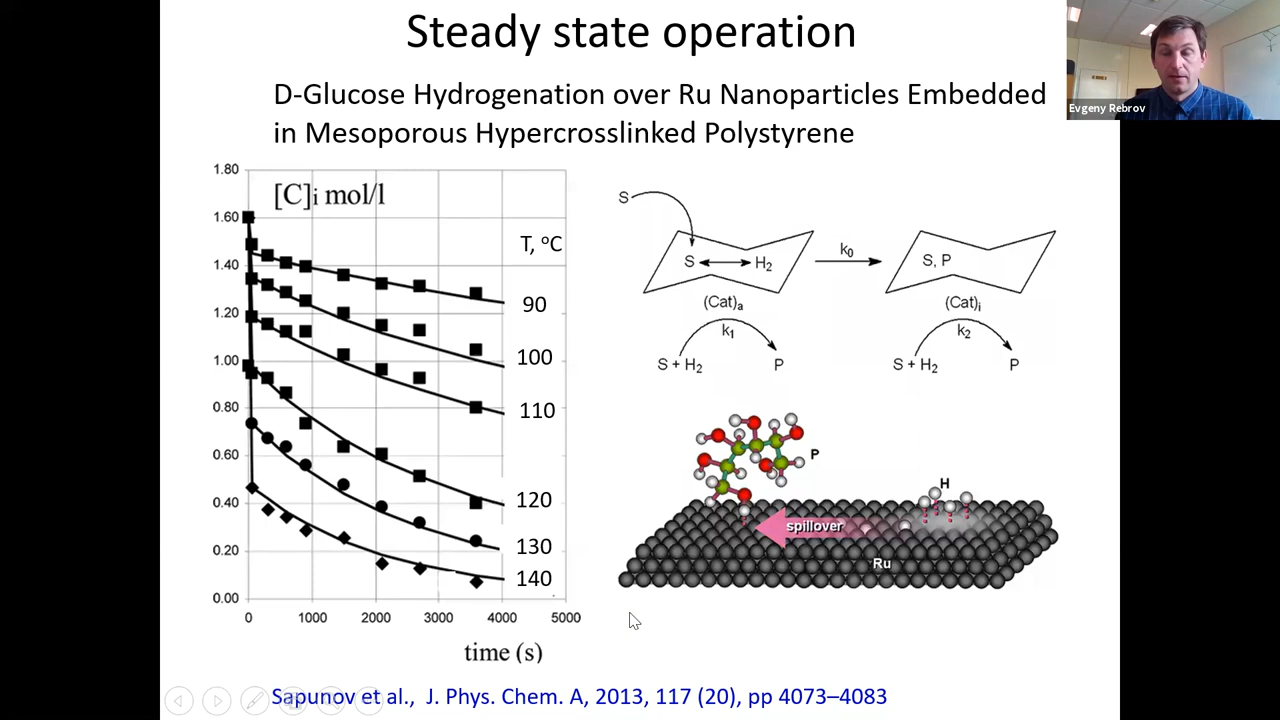 Steady state operation
Evgeny Rebrov
D-Glucose Hydrogenation over Ru Nanoparticles Embedded
in Mesoporous Hypercrosslinked Polystyrene
[C]i mol/l
T, °C
1.80
1.60
1.40
1.20
1.00
0.80
0.60
0.40
0.20
0.00
90
100
110
120
130
140
0 1000 2000 3000 4000 5000
time (s)
S
S H₂
k₀
S, P
(Cat)a
(Cat)i
k₁
k₂
S + H₂ P
S + H₂ P
P
H
spillover
Ru
Sapunov et al., J. Phys. Chem. A, 2013, 117 (20), pp 4073–4083